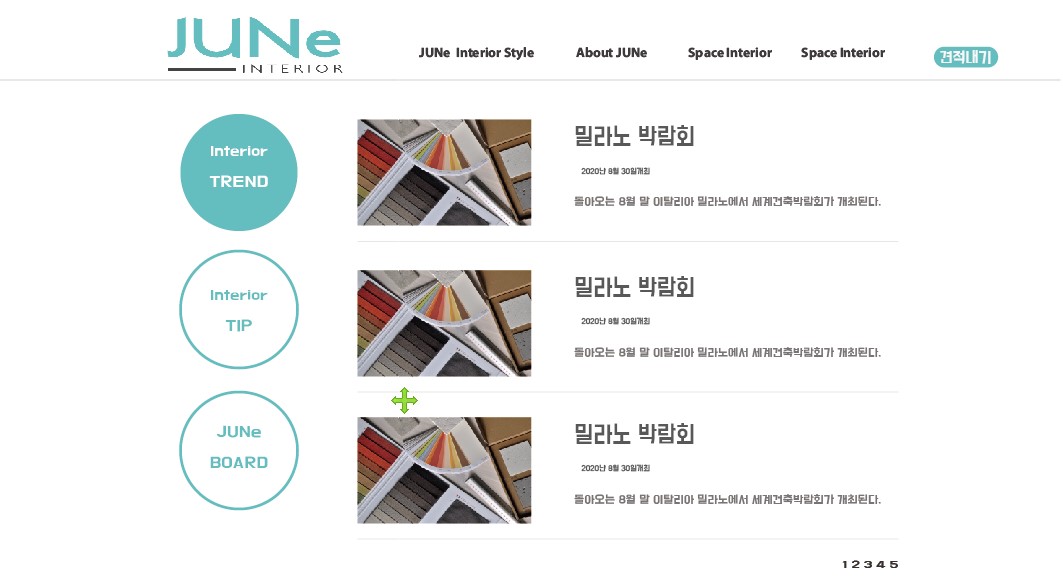 JUNe
INTERIOR
JUNe Interior Style
About JUNe
Space Interior
Space Interior
견적내기
Interior
TREND
Interior
TIP
JUNe
BOARD
밀라노 박람회
2020년 8월 30일개최
돌아오는 8월 말 이탈리아 밀라노에서 세계건축박람회가 개최된다.
밀라노 박람회
2020년 8월 30일개최
돌아오는 8월 말 이탈리아 밀라노에서 세계건축박람회가 개최된다.
밀라노 박람회
2020년 8월 30일개최
돌아오는 8월 말 이탈리아 밀라노에서 세계건축박람회가 개최된다.
1 2 3 4 5